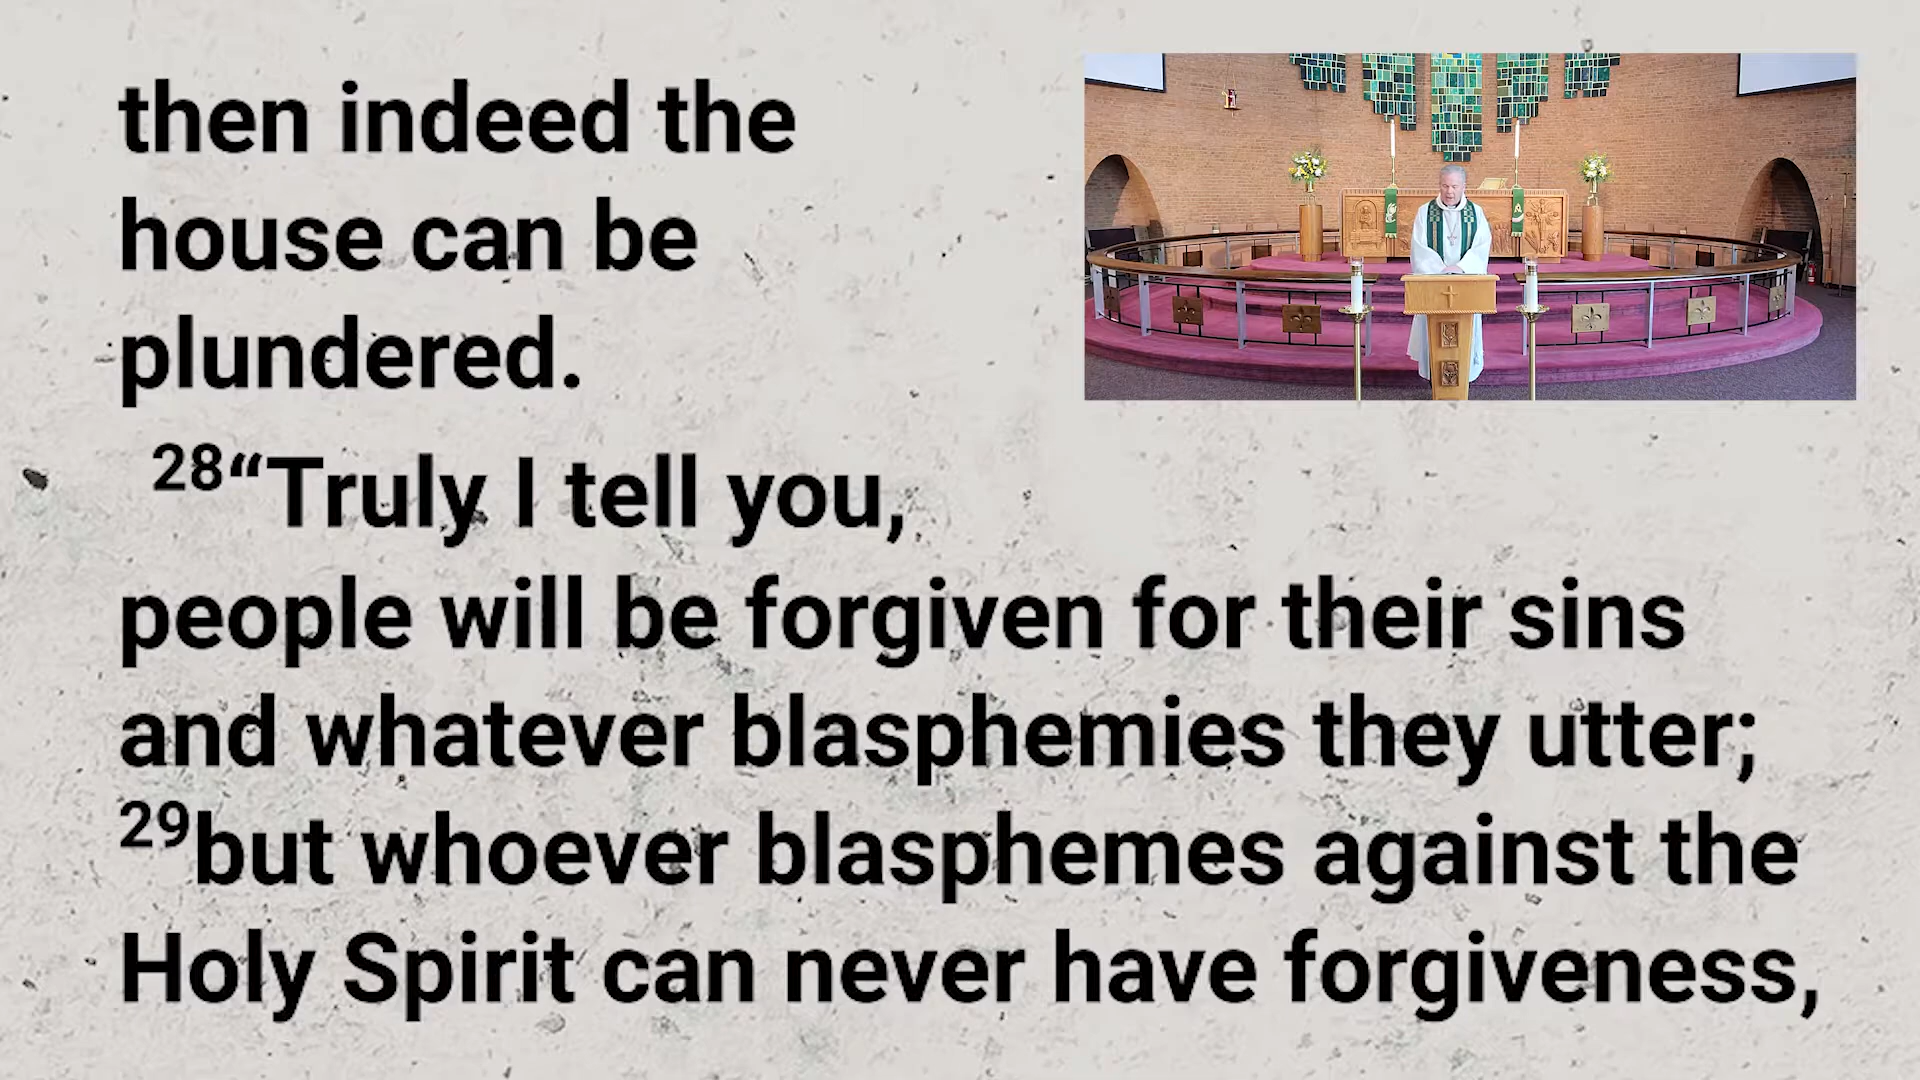 then indeed the
house can be
plundered.
28“Truly I tell you,
people will be forgiven for their sins
and whatever blasphemies they utter;
29but whoever blasphemes against the
Holy Spirit can never have forgiveness,